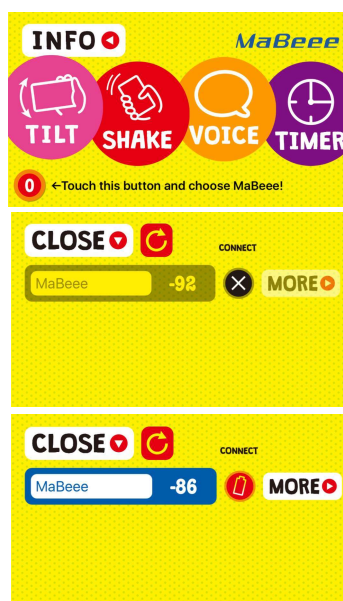 INFO
MaBeee
TILT
SHAKE
VOICE
TIMER
0 ←Touch this button and choose MaBeee!
CLOSE
CONNECT
MaBeee -92 MORE
CLOSE
CONNECT
MaBeee -86 MORE